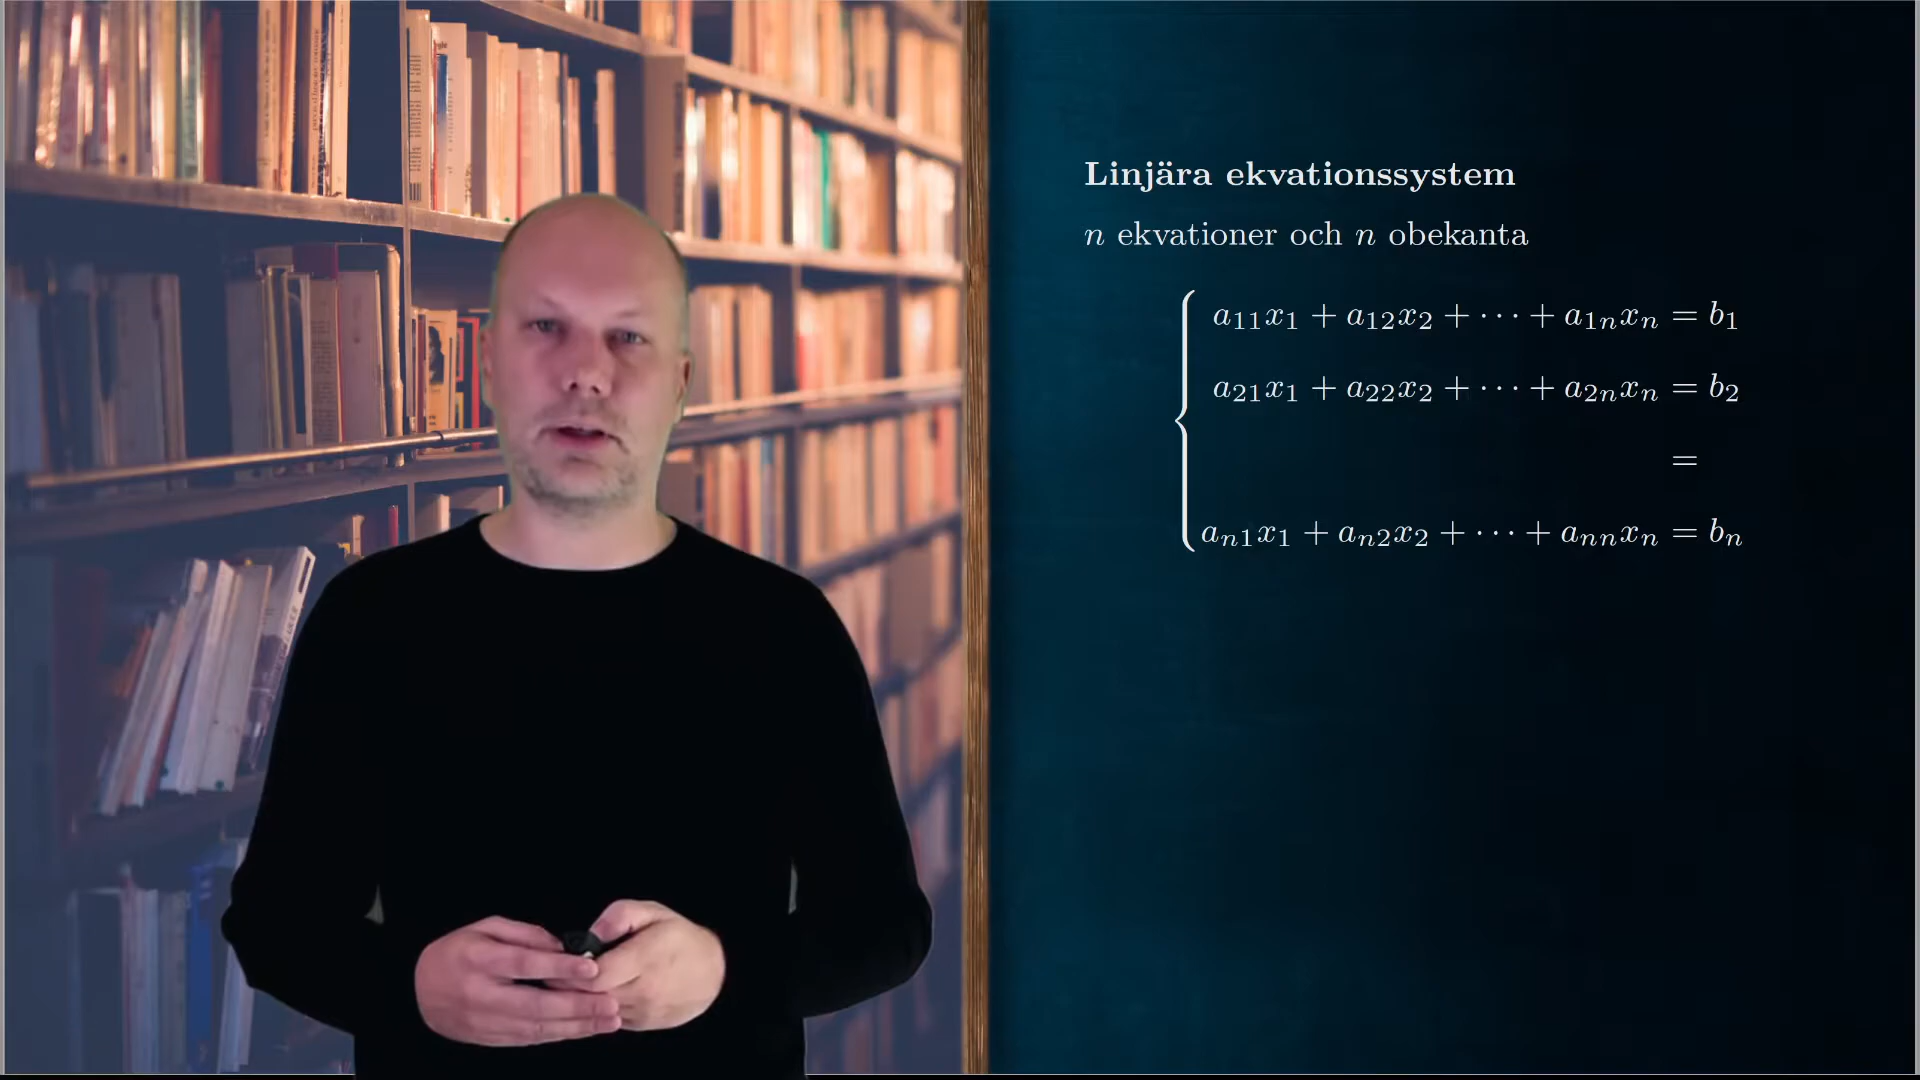 Linjära ekvationssystem
n ekvationer och n obekanta
a₁₁x₁ + a₁₂x₂ + ··· + a₁ₙxₙ = b₁
a₂₁x₁ + a₂₂x₂ + ··· + a₂ₙxₙ = b₂
=
aₙ₁x₁ + aₙ₂x₂ + ··· + aₙₙxₙ = bₙ